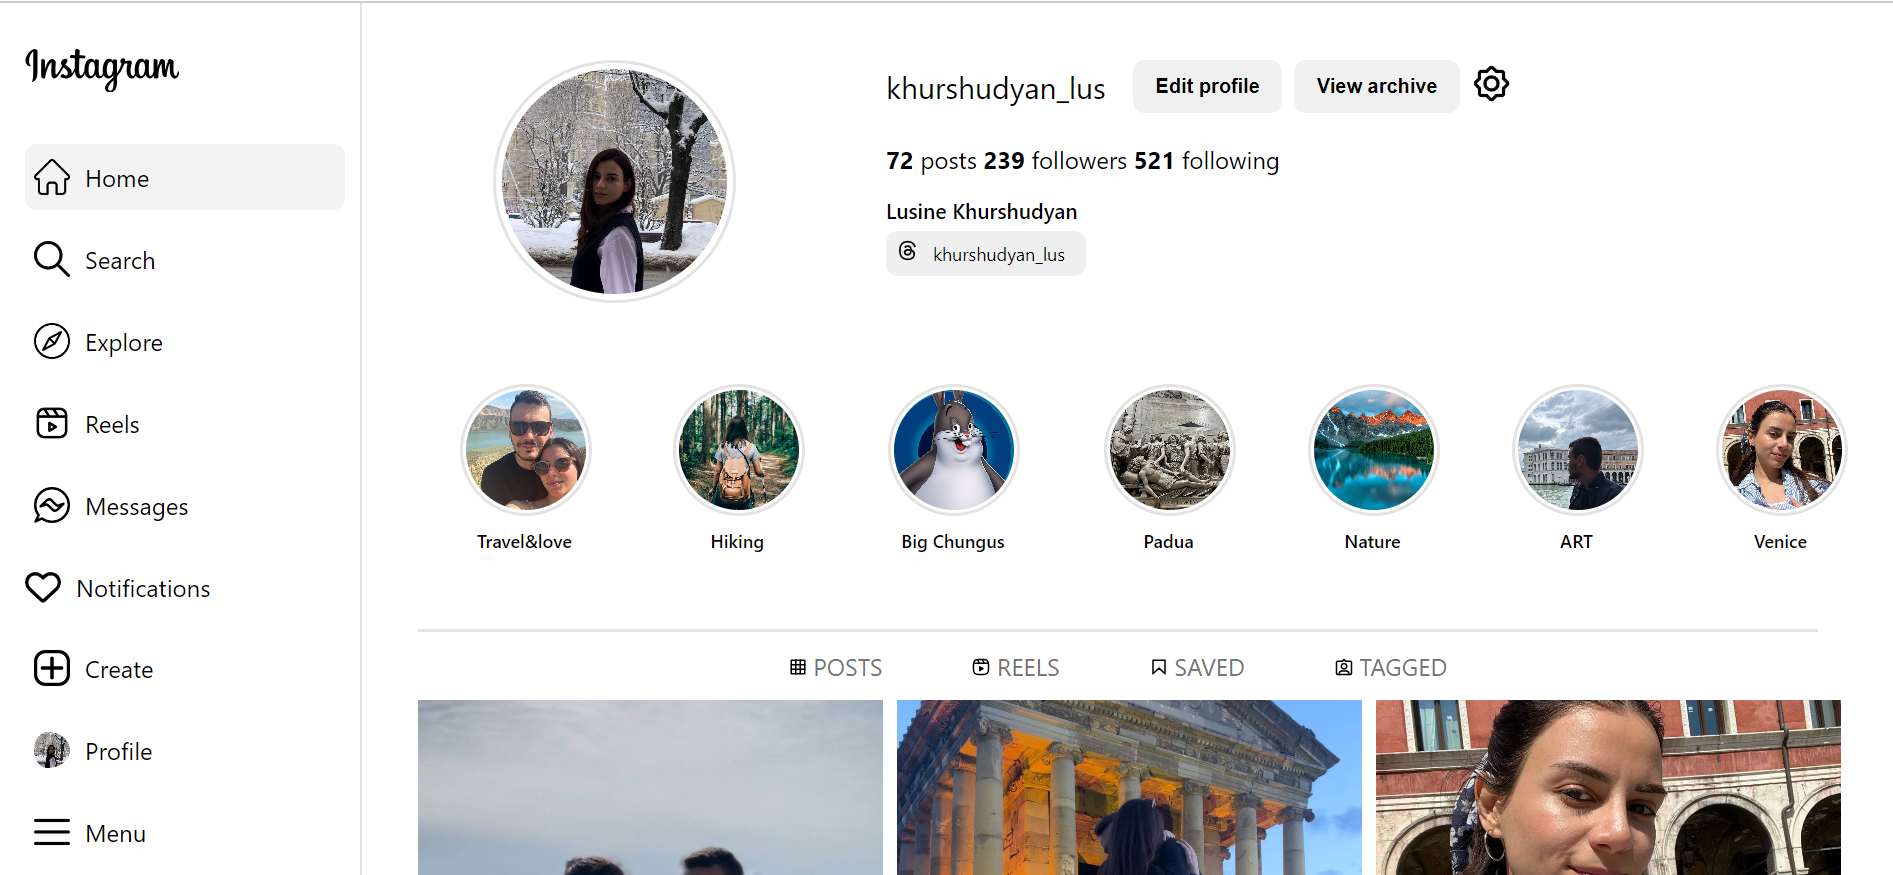 Instagram
Home
Search
Explore
Reels
Messages
Notifications
Create
Profile
Menu
khurshudyan_lus
Edit profile
View archive
72 posts 239 followers 521 following
Lusine Khurshudyan
khurshudyan_lus
Travel&love
Hiking
Big Chungus
Padua
Nature
ART
Venice
POSTS
REELS
SAVED
TAGGED